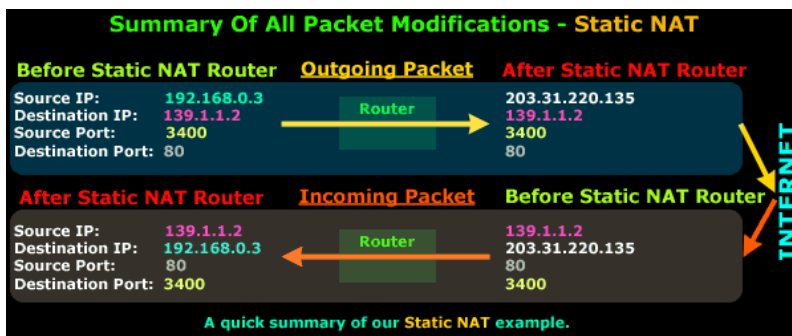 Summary Of All Packet Modifications - Static NAT
Before Static NAT Router Outgoing Packet After Static NAT Router
Source IP: 192.168.0.3 203.31.220.135
Destination IP: 139.1.1.2 Router 139.1.1.2
Source Port: 3400 3400
Destination Port: 80 80
INTERNET
After Static NAT Router Incoming Packet Before Static NAT Router
Source IP: 139.1.1.2 139.1.1.2
Destination IP: 192.168.0.3 Router 203.31.220.135
Source Port: 80 80
Destination Port: 3400 3400
A quick summary of our Static NAT example.